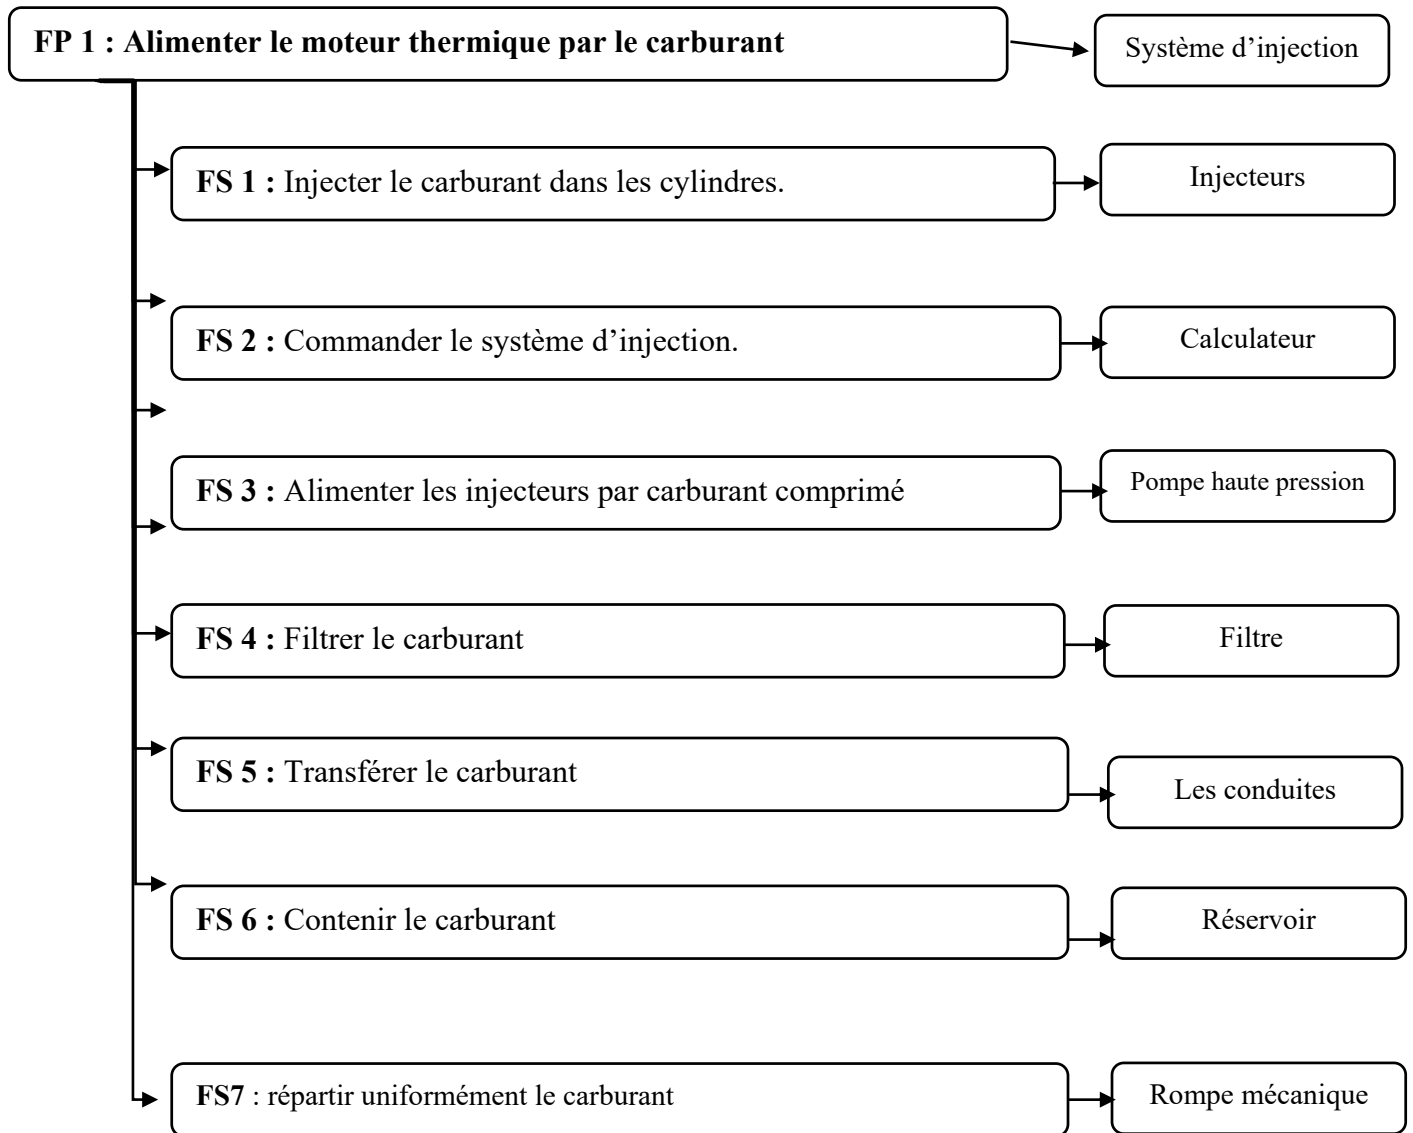 FP 1 : Alimenter le moteur thermique par le carburant
Système d’injection
FS 1 : Injecter le carburant dans les cylindres.
Injecteurs
FS 2 : Commander le système d’injection.
Calculateur
FS 3 : Alimenter les injecteurs par carburant comprimé
Pompe haute pression
FS 4 : Filtrer le carburant
Filtre
FS 5 : Transférer le carburant
Les conduites
FS 6 : Contenir le carburant
Réservoir
FS7 : répartir uniformément le carburant
Rompe mécanique